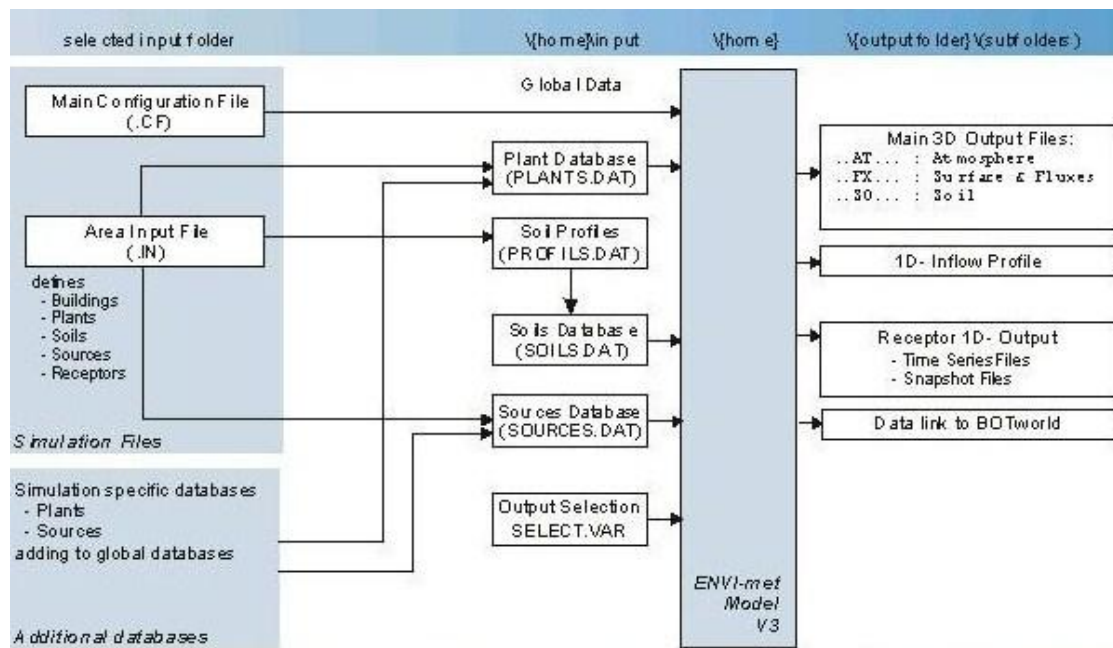 selected input folder
\{home}\input
\{home}
\{outputfolder}\(subfolders)
Global Data
Main Configuration File
(.CF)
Plant Database
(PLANTS.DAT)
Main 3D Output Files:
..AT... : Atmosphere
..FX... : Surface & Fluxes
..SO... : Soil
Area Input File
(.IN)
Soil Profiles
(PROFILS.DAT)
1D- Inflow Profile
defines
- Buildings
- Plants
- Soils
- Sources
- Receptors
Soils Database
(SOILS.DAT)
Receptor 1D- Output
- Time Series Files
- Snapshot Files
Sources Database
(SOURCES.DAT)
Data link to BOTworld
Simulation Files
Simulation specific databases
- Plants
- Sources
adding to global databases
Output Selection
SELECT.VAR
ENVI-met
Model
V3
Additional databases